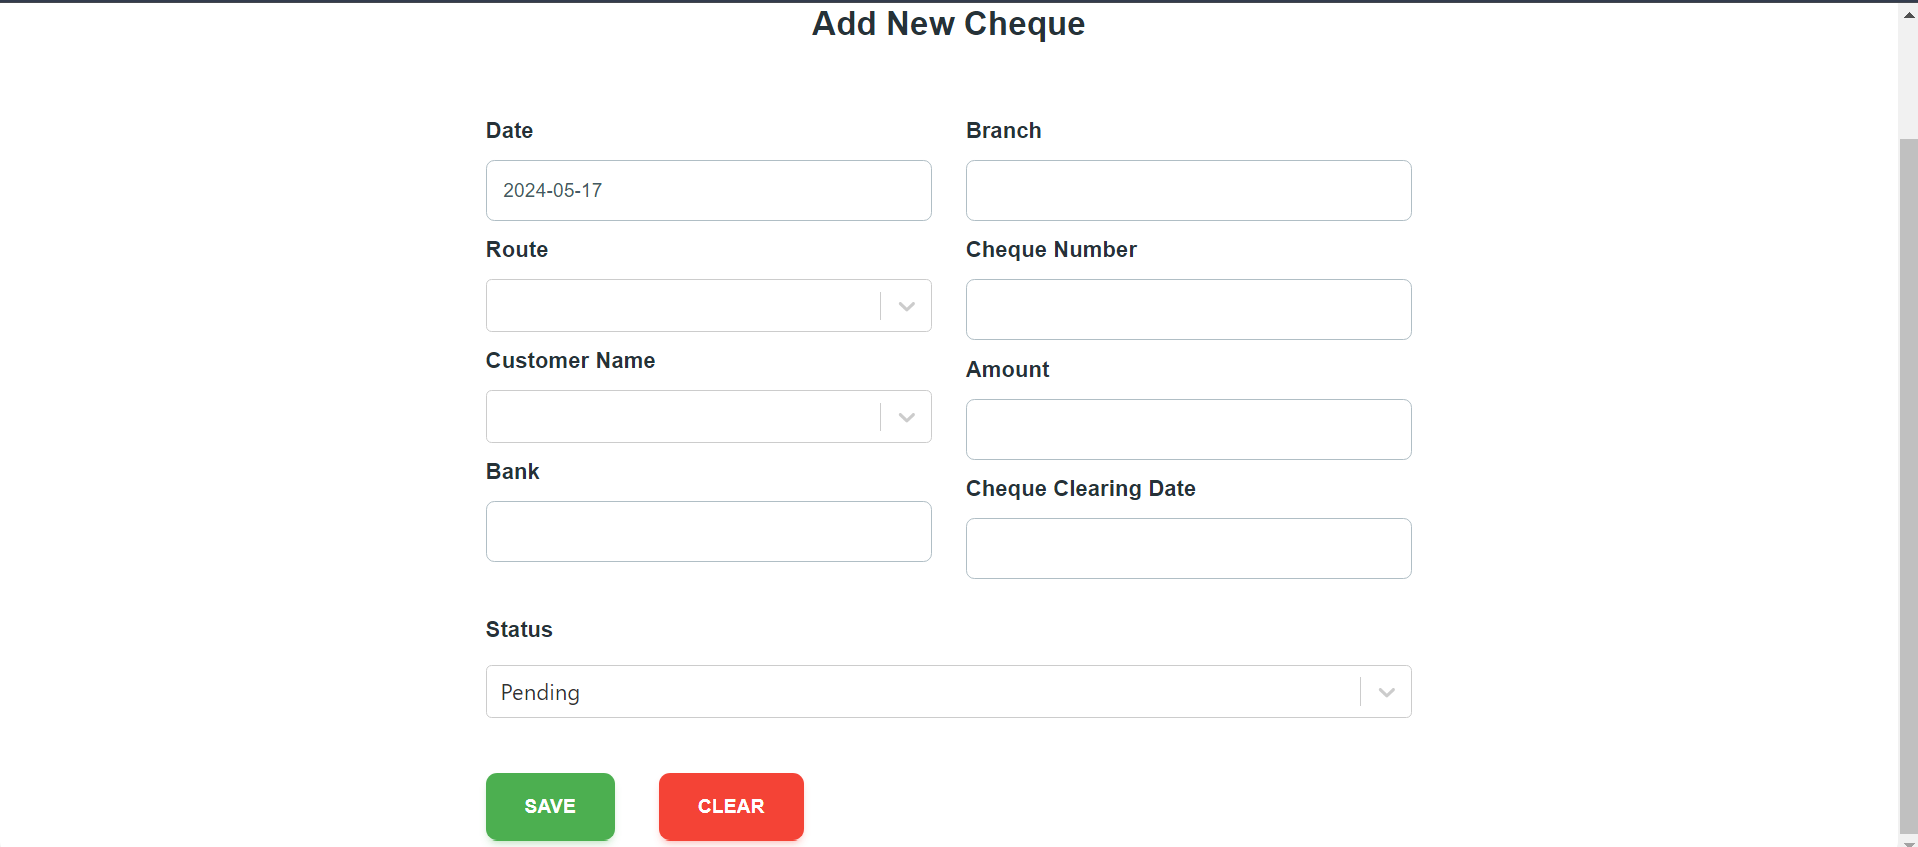 Add New Cheque
Date
2024-05-17
Route
Customer Name
Bank
Branch
Cheque Number
Amount
Cheque Clearing Date
Status
Pending
SAVE
CLEAR